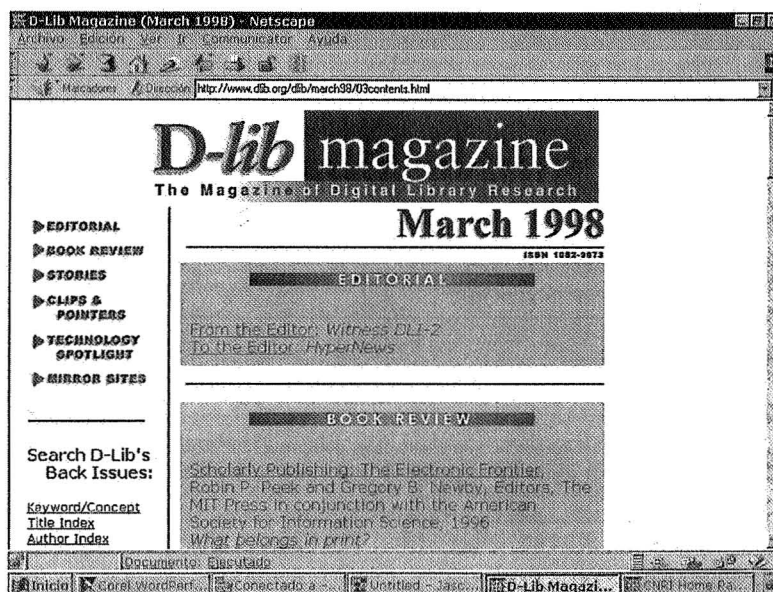 D-Lib Magazine (March 1998) - Netscape
Archivo Edición Ver Ir Communicator Ayuda
Marcadores Dirección http://www.dlib.org/dlib/march98/03contents.html
D-lib magazine
The Magazine of Digital Library Research
March 1998
ISSN 1082-9873
EDITORIAL
BOOK REVIEW
STORIES
CLIPS &
POINTERS
TECHNOLOGY
SPOTLIGHT
MIRROR SITES
Search D-Lib's
Back Issues:
Keyword/Concept
Title Index
Author Index
EDITORIAL
From the Editor: Witness DLI-2
To the Editor: HyperNews
BOOK REVIEW
Scholarly Publishing: The Electronic Frontier,
Robin P. Peek and Gregory B. Newby, Editors, The
MIT Press in conjunction with the American
Society for Information Science, 1996
What belongs in print?
Documento: Ejecutado
Inicio Corel WordPerf... Conectado a - ... Untitled - Jasc... D-Lib Magazi... CNRI Home Pa...